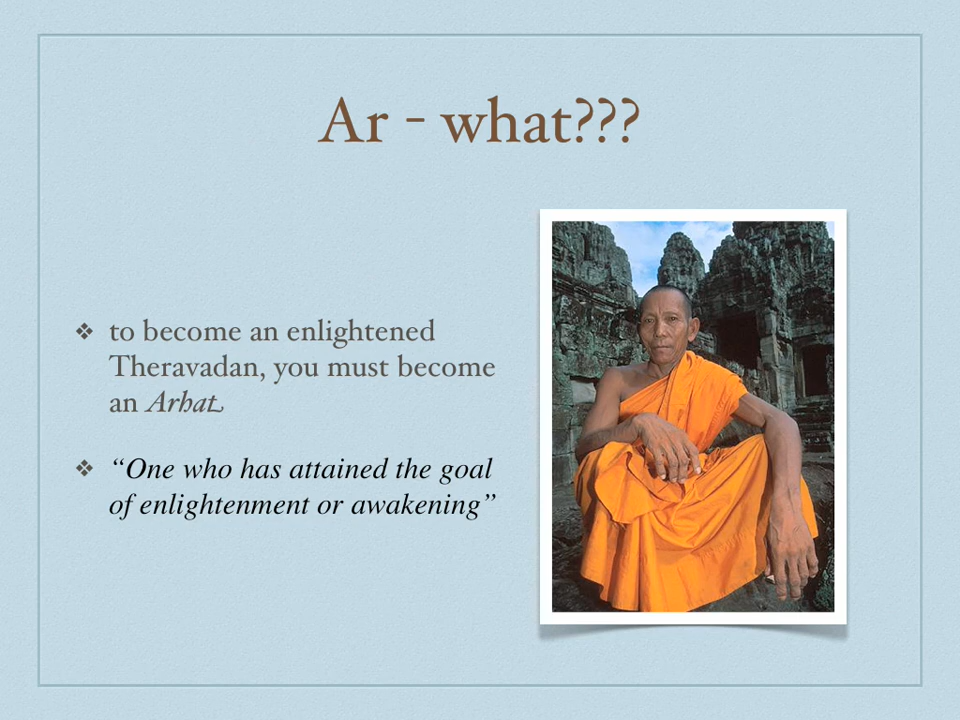 Ar - what???
❖ to become an enlightened
Theravadan, you must become
an Arhat.
❖ “One who has attained the goal
of enlightenment or awakening”